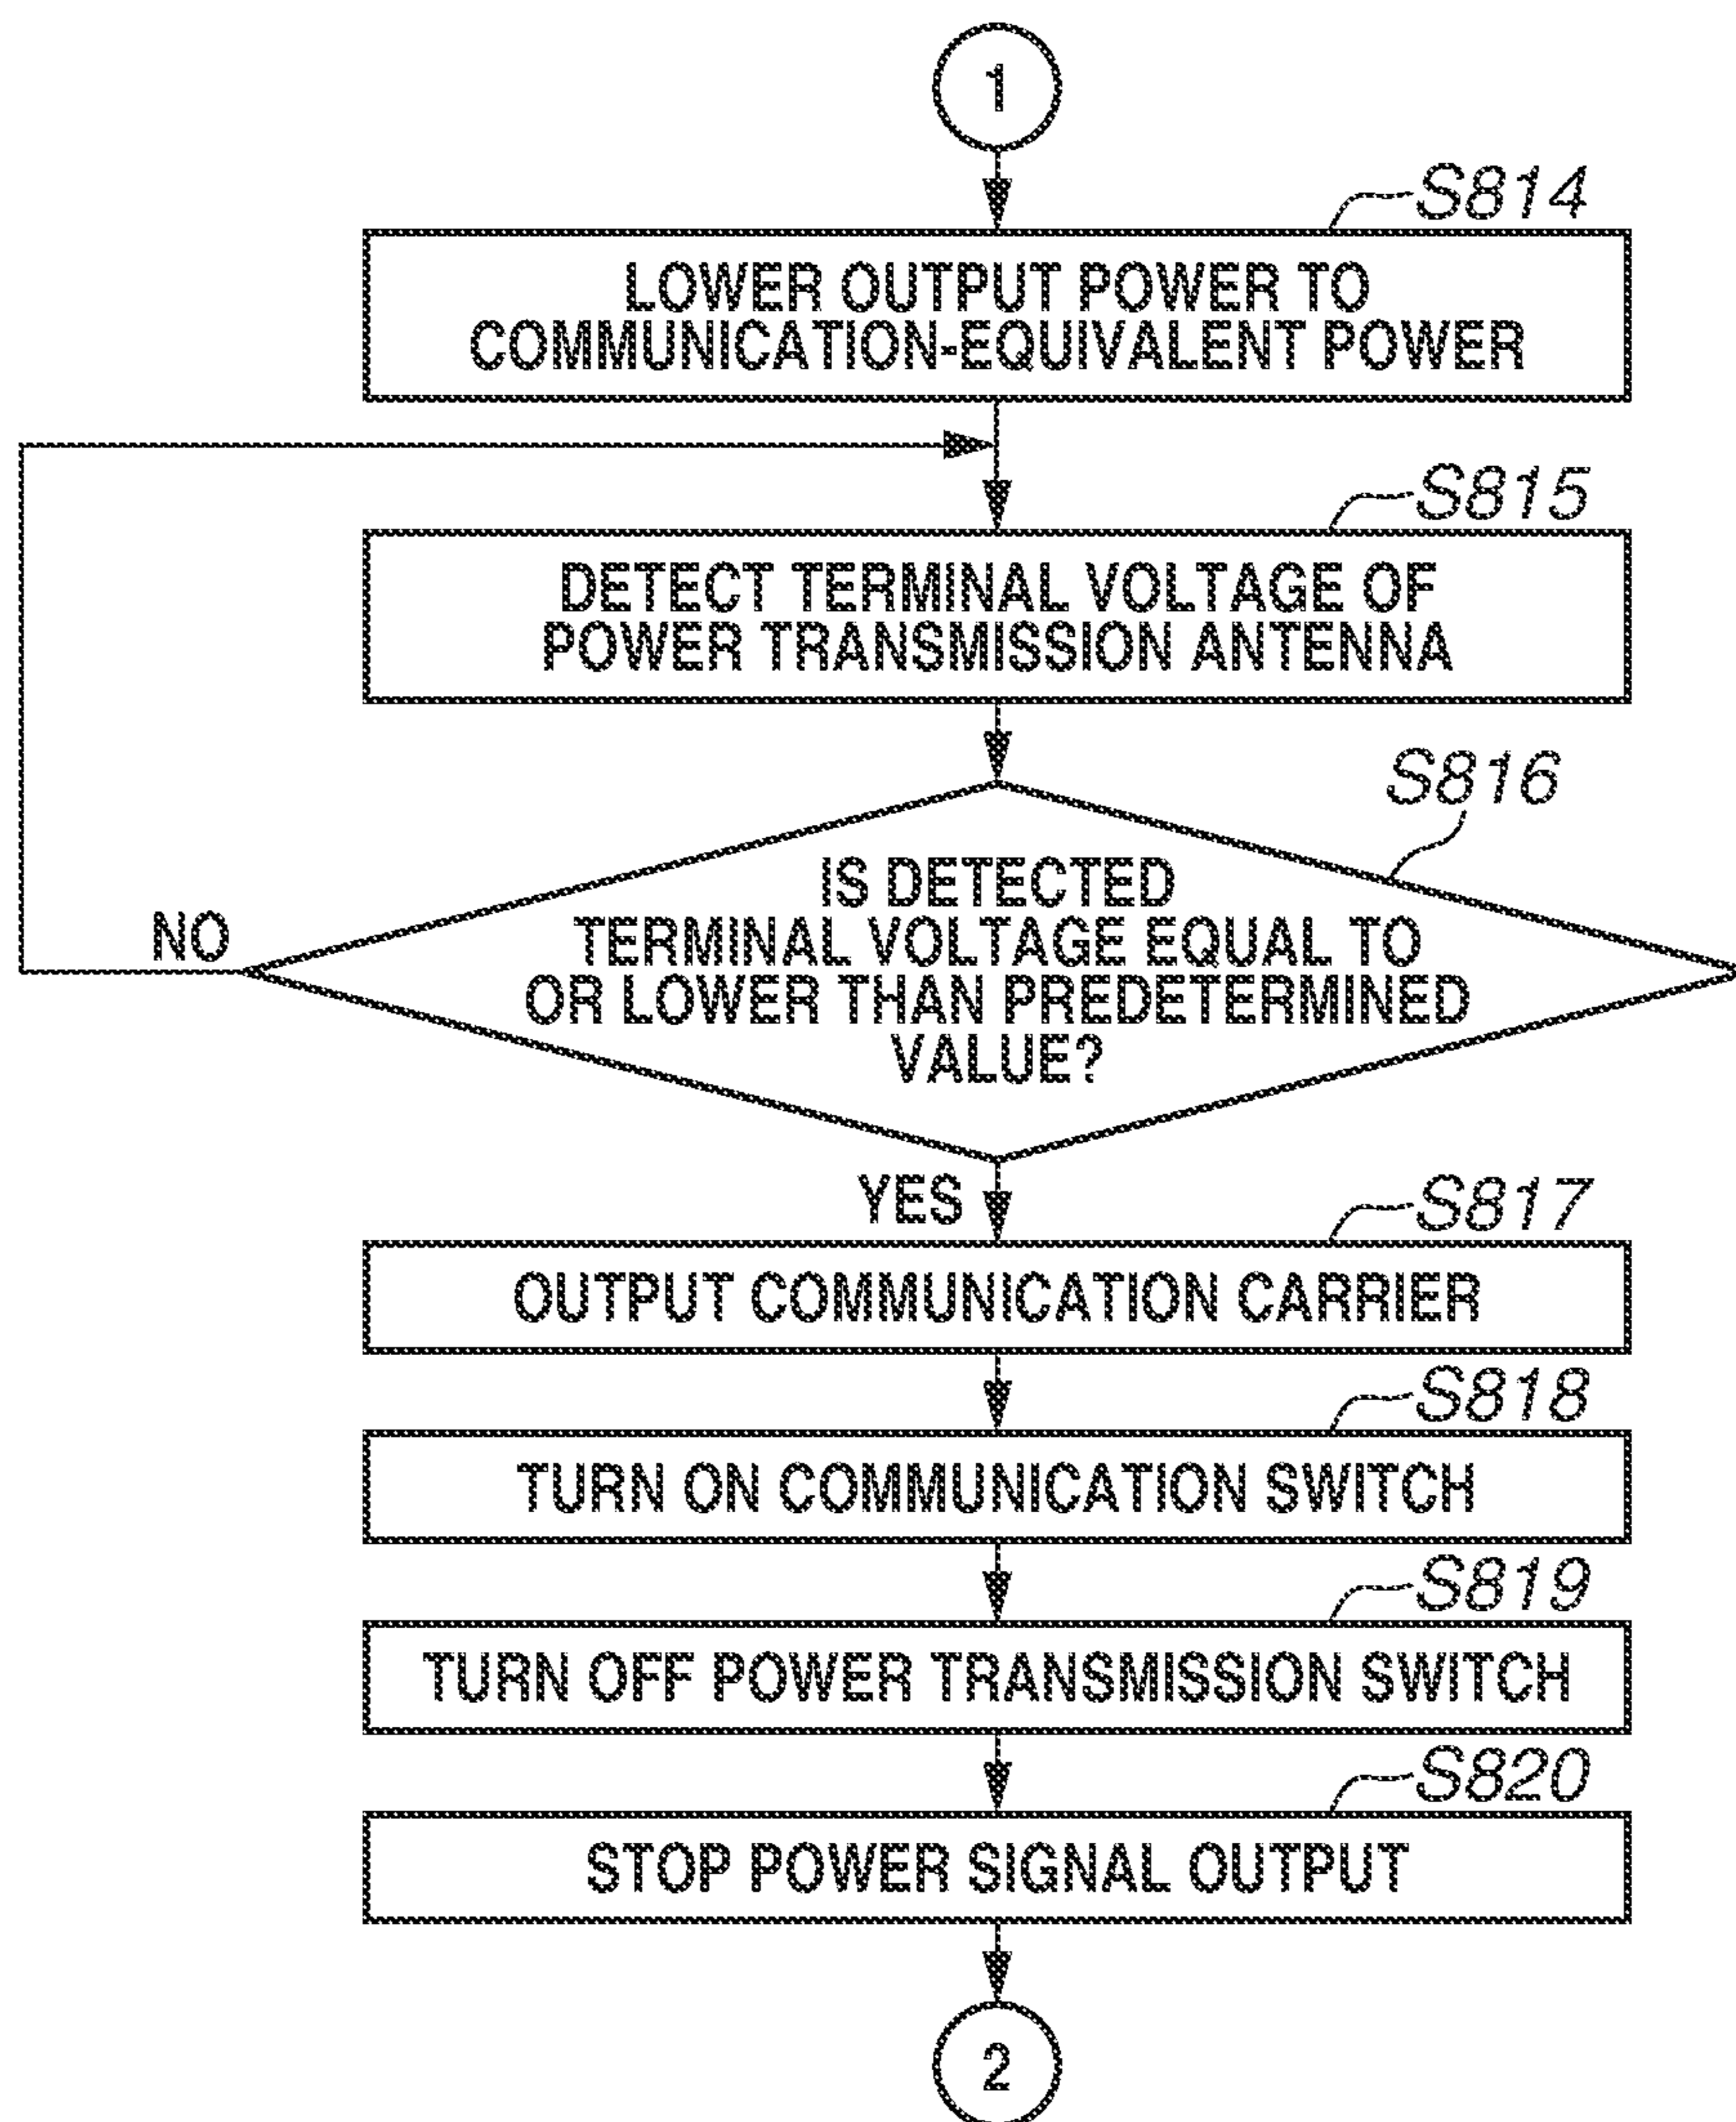 1
S814
LOWER OUTPUT POWER TO
COMMUNICATION-EQUIVALENT POWER
S815
DETECT TERMINAL VOLTAGE OF
POWER TRANSMISSION ANTENNA
S816
IS DETECTED
TERMINAL VOLTAGE EQUAL TO
OR LOWER THAN PREDETERMINED
VALUE?
NO
YES
S817
OUTPUT COMMUNICATION CARRIER
S818
TURN ON COMMUNICATION SWITCH
S819
TURN OFF POWER TRANSMISSION SWITCH
S820
STOP POWER SIGNAL OUTPUT
2